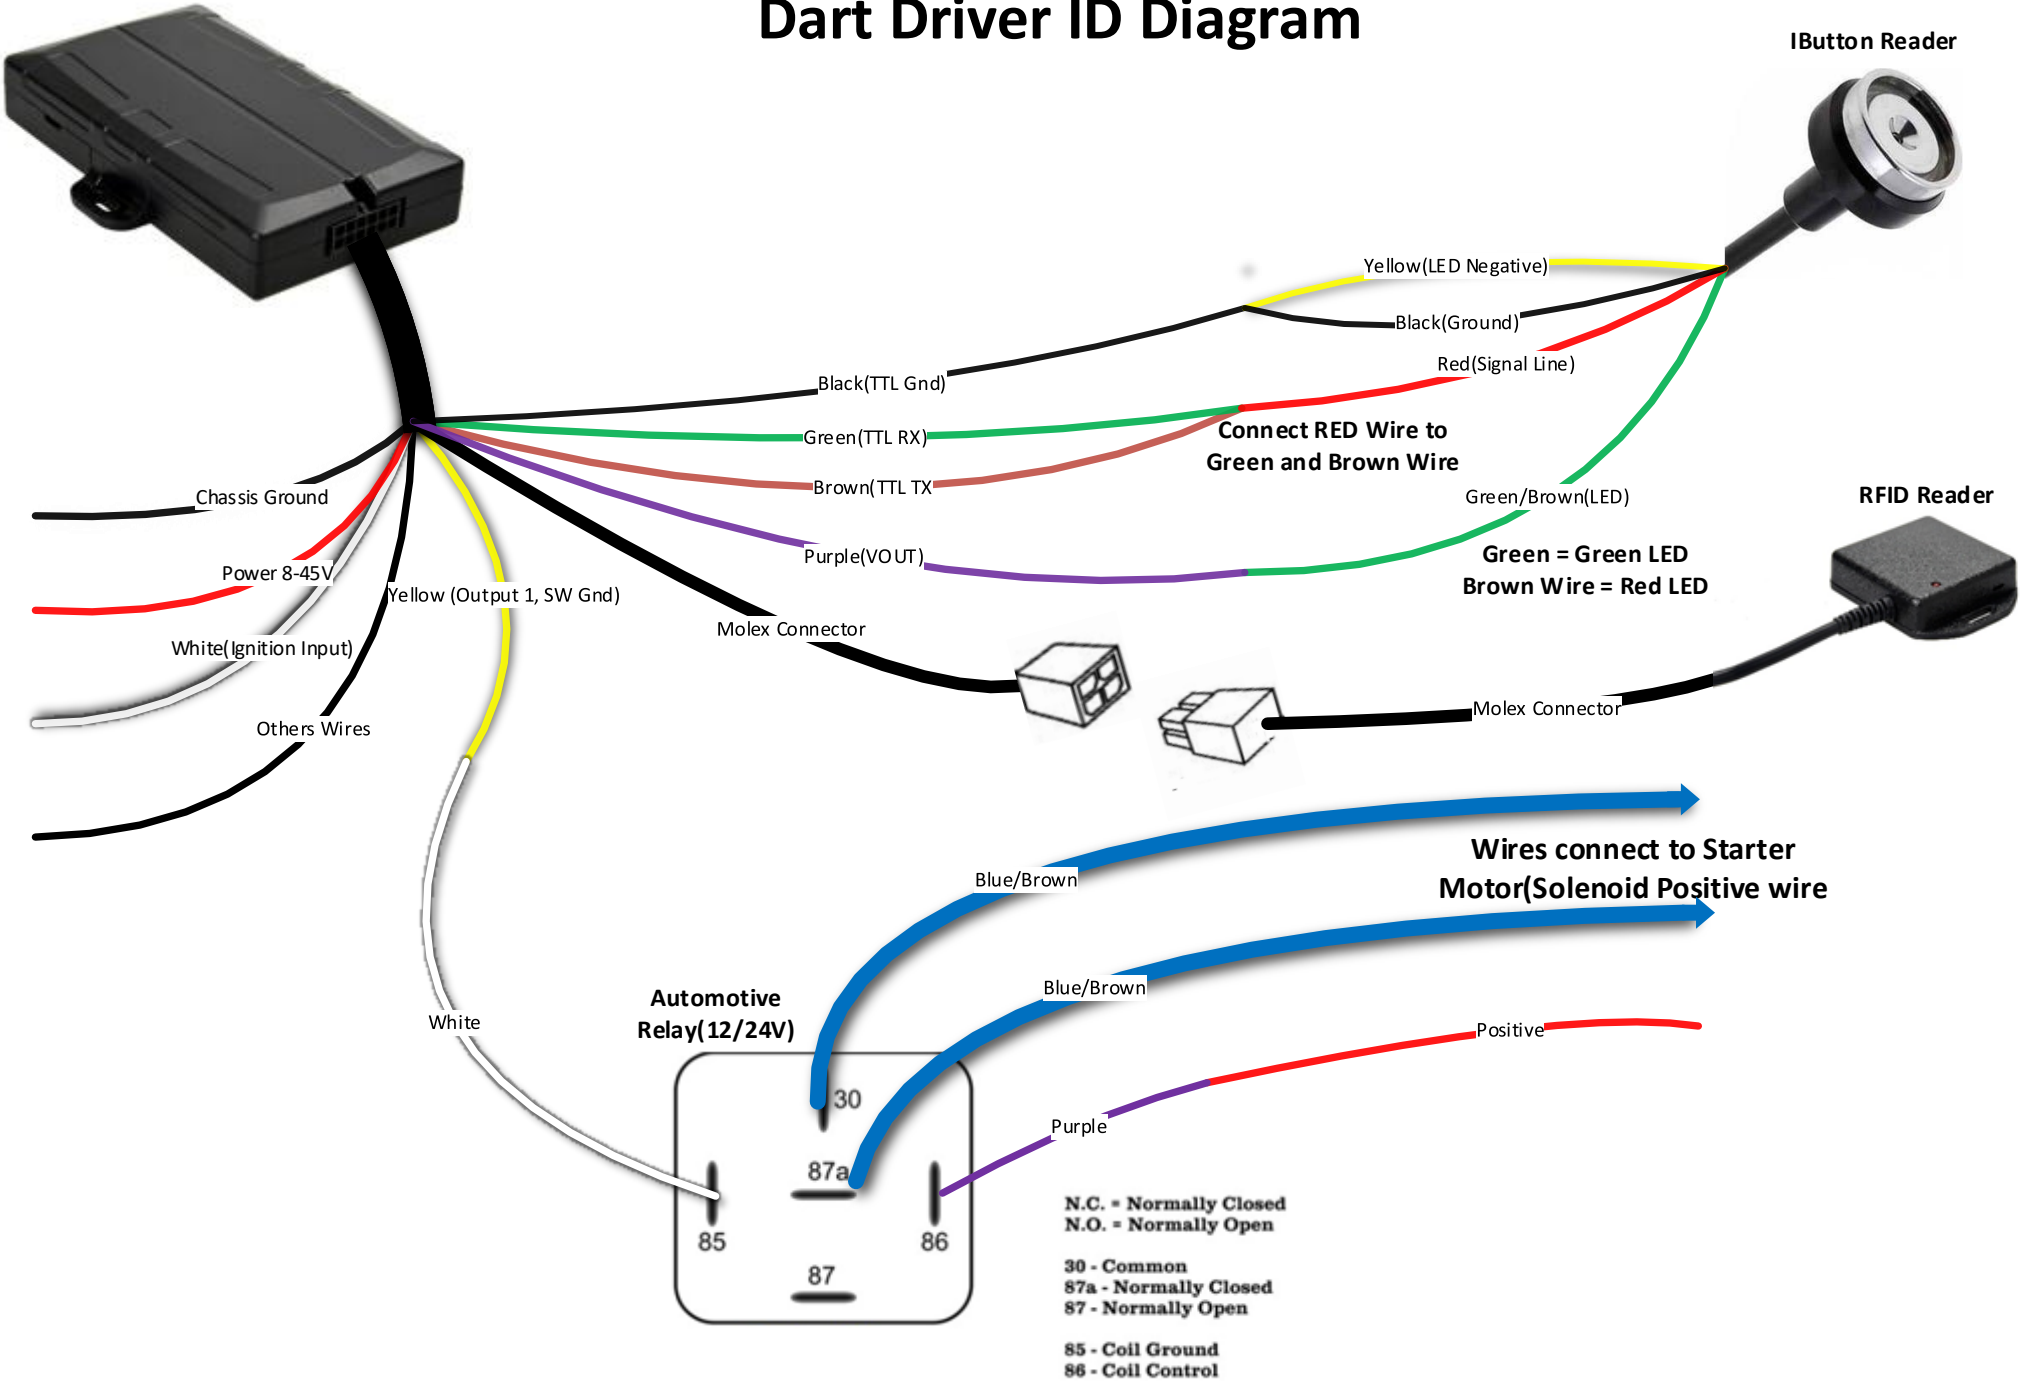 Dart Driver ID Diagram
IButton Reader
Yellow(LED Negative)
Black(Ground)
Red(Signal Line)
Black(TTL Gnd)
Green(TTL RX)
Connect RED Wire to
Green and Brown Wire
Brown(TTL TX
Green/Brown(LED)
RFID Reader
Chassis Ground
Purple(VOUT)
Green = Green LED
Brown Wire = Red LED
Power 8-45V
Yellow (Output 1, SW Gnd)
Molex Connector
White(Ignition Input)
Others Wires
Molex Connector
Wires connect to Starter
Motor(Solenoid Positive wire
Blue/Brown
Blue/Brown
Automotive
Relay(12/24V)
White
Positive
30
Purple
87a
85
86
87
N.C. = Normally Closed
N.O. = Normally Open
30 - Common
87a - Normally Closed
87 - Normally Open
85 - Coil Ground
86 - Coil Control